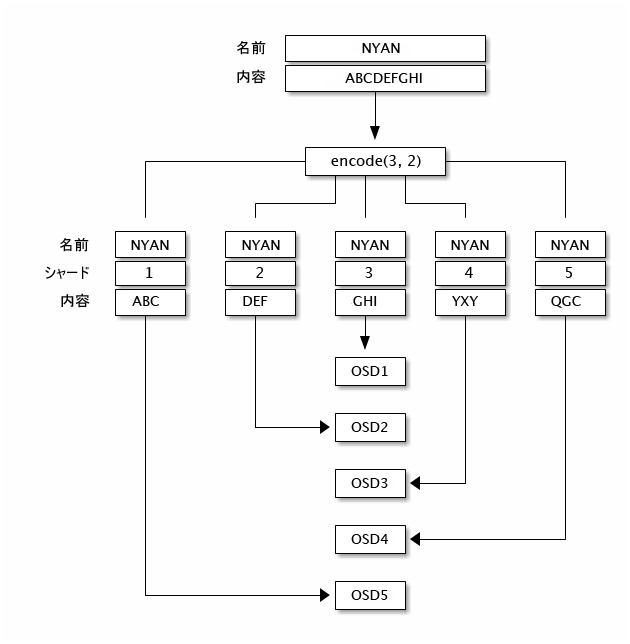 名前 NYAN
内容 ABCDEFGHI
encode(3, 2)
名前 NYAN NYAN NYAN NYAN NYAN
シャード 1 2 3 4 5
内容 ABC DEF GHI YXY QGC
OSD1
OSD2
OSD3
OSD4
OSD5